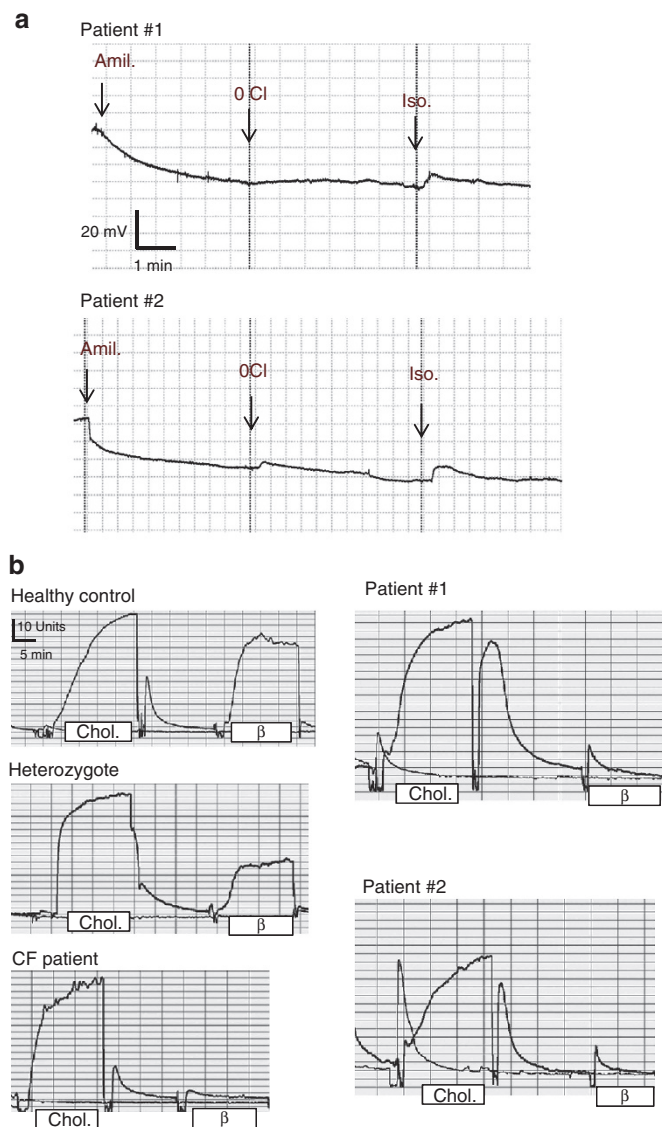 a
Patient #1
Amil.
0 Cl
Iso.
20 mV
1 min
Patient #2
Amil.
0Cl
Iso.
b
Healthy control
10 Units
5 min
Chol.
β
Heterozygote
Chol.
β
CF patient
Chol.
β
Patient #1
Chol.
β
Patient #2
Chol.
β